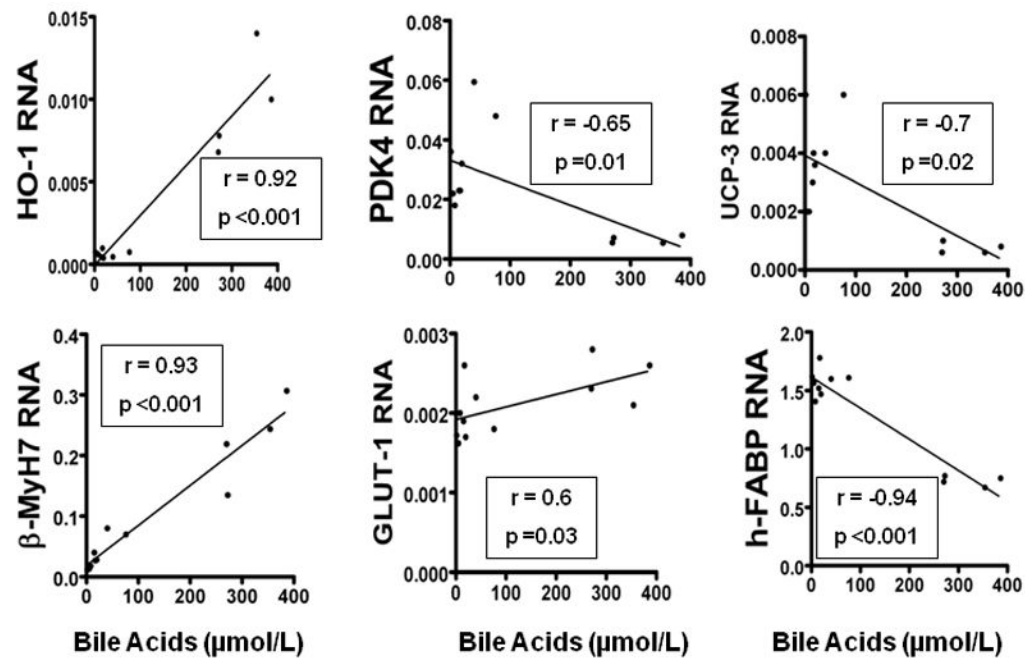 HO-1 RNA
0.015
0.010
0.005
0.000
0 100 200 300 400
r = 0.92
p <0.001
PDK4 RNA
0.08
0.06
0.04
0.02
0.00
0 100 200 300 400
r = -0.65
p=0.01
UCP-3 RNA
0.008
0.006
0.004
0.002
0.000
0 100 200 300 400
r = -0.7
p=0.02
β-MyH7 RNA
0.4
0.3
0.2
0.1
0.0
0 100 200 300 400
r = 0.93
p <0.001
Bile Acids (µmol/L)
GLUT-1 RNA
0.003
0.002
0.001
0.000
0 100 200 300 400
r = 0.6
p=0.03
Bile Acids (µmol/L)
h-FABP RNA
2.0
1.5
1.0
0.5
0.0
0 100 200 300 400
r = -0.94
p <0.001
Bile Acids (µmol/L)